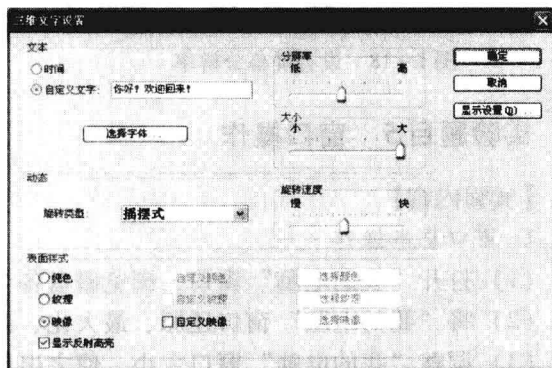 三维文字设置
文本
时间
自定义文字: 你好! 欢迎回来!
选择字体...
动态
旋转类型: 摇摆式
表面样式
纯色 自定义颜色 选择颜色
纹理 自定义纹理 选择纹理
映像 自定义映像 选择映像
显示反射高亮
分辨率
低 高
大小
小 大
旋转速度
慢 快
确定
取消
显示设置(D)